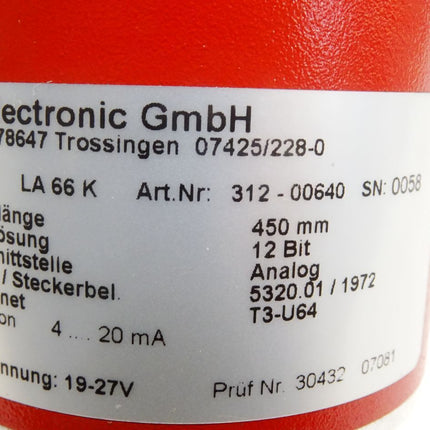 lectronic GmbH
78647 Trossingen 07425/228-0
LA 66 K Art.Nr: 312-00640 SN: 0058
länge 450 mm
ösung 12 Bit
nittstelle Analog
/ Steckerbel. 5320.01 / 1972
net T3-U64
on 4 .... 20 mA
nnung: 19-27V Prüf Nr. 30432 07081